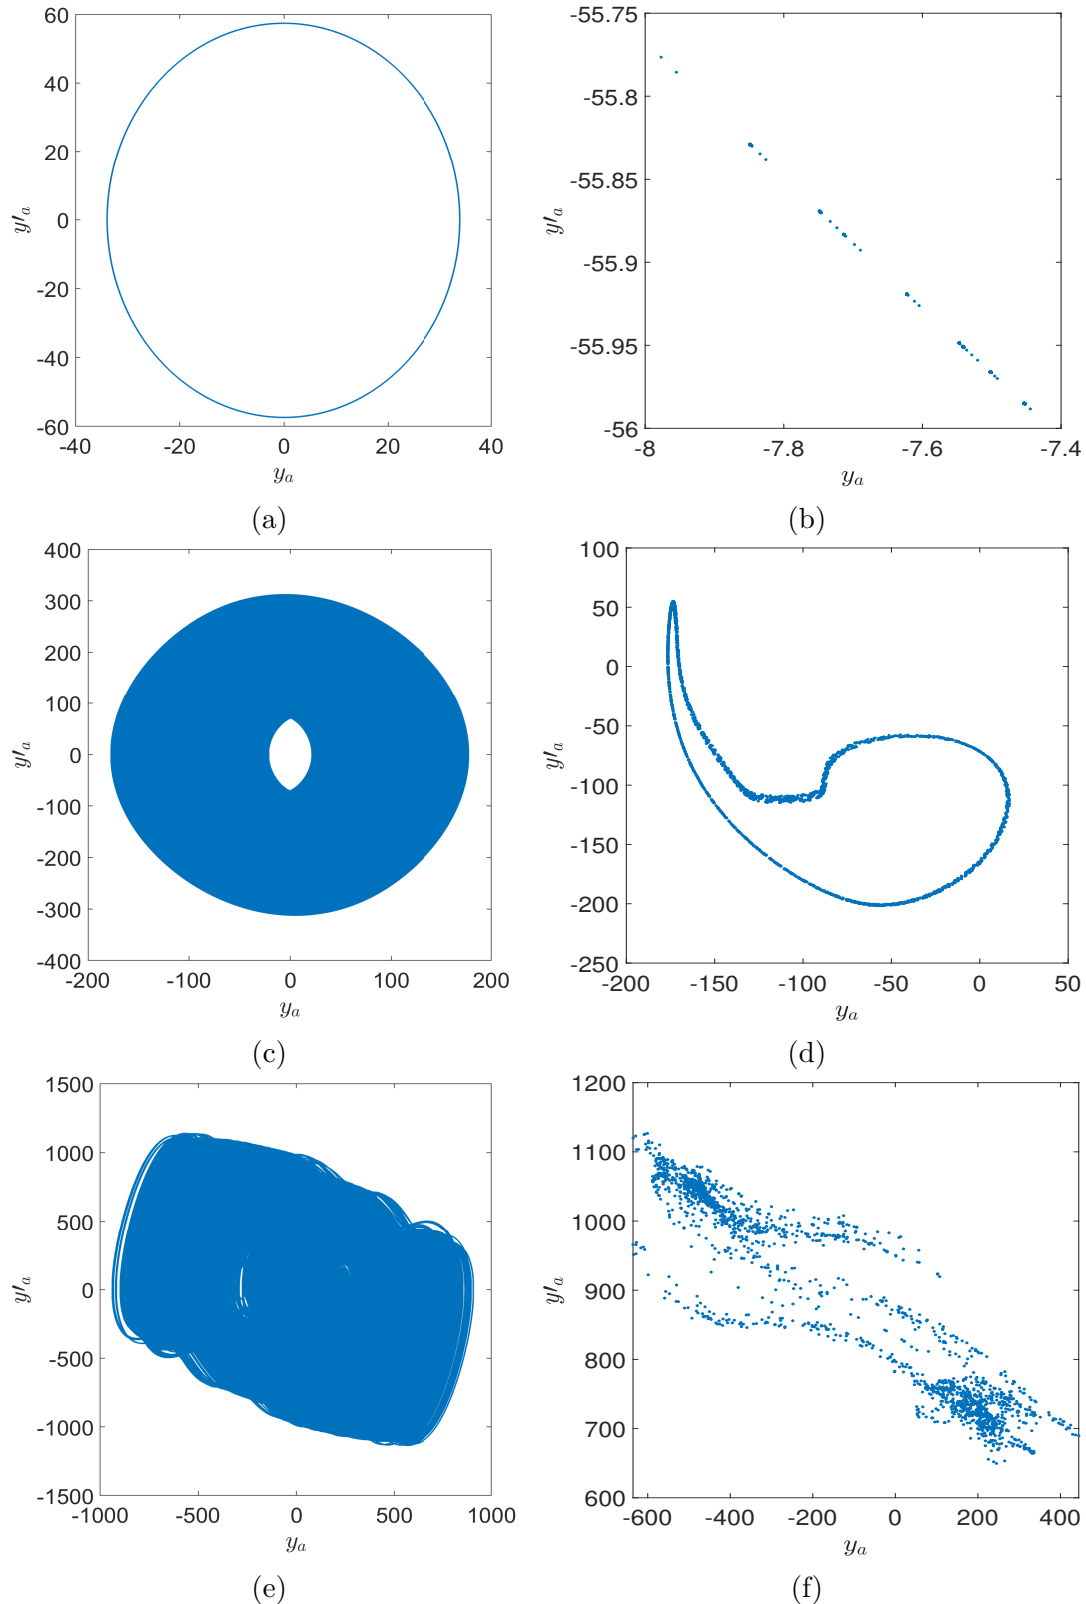 60
40
20
0
-20
-40
-60
-40 -20 0 20 40
y′a
ya
(a)
-55.75
-55.8
-55.85
-55.9
-55.95
-56
-8 -7.8 -7.6 -7.4
y′a
ya
(b)
400
300
200
100
0
-100
-200
-300
-400
-200 -100 0 100 200
y′a
ya
(c)
100
50
0
-50
-100
-150
-200
-250
-200 -150 -100 -50 0 50
y′a
ya
(d)
1500
1000
500
0
-500
-1000
-1500
-1000 -500 0 500 1000
y′a
ya
(e)
1200
1100
1000
900
800
700
600
-600 -400 -200 0 200 400
y′a
ya
(f)